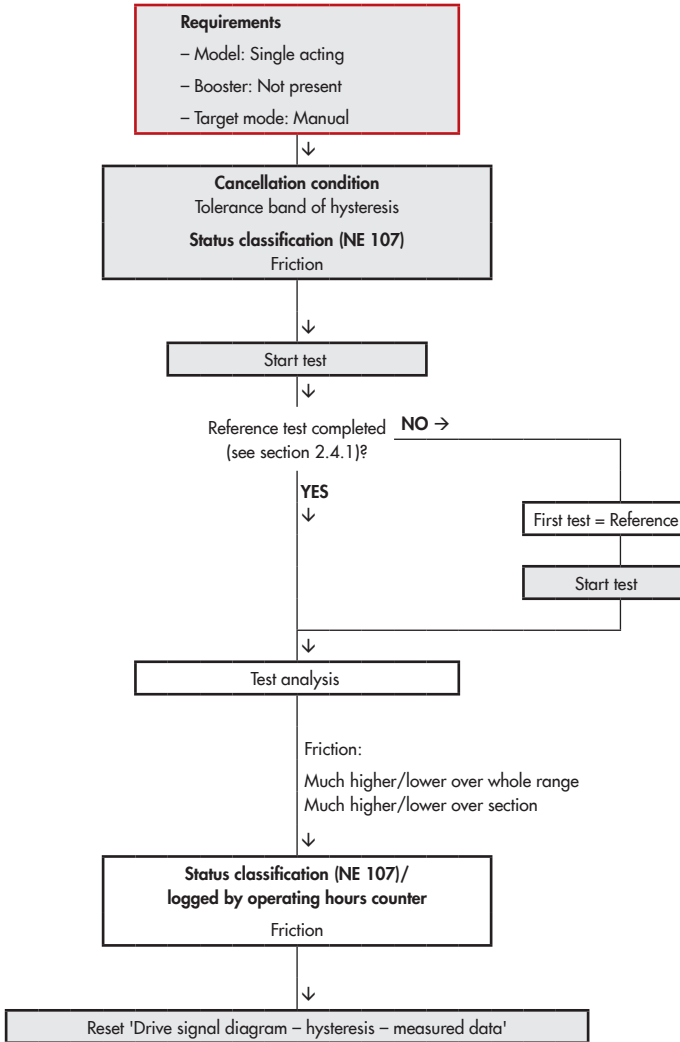 Requirements
– Model: Single acting
– Booster: Not present
– Target mode: Manual
Cancellation condition
Tolerance band of hysteresis
Status classification (NE 107)
Friction
Start test
Reference test completed
(see section 2.4.1)?
NO →
YES
First test = Reference
Start test
Test analysis
Friction:
Much higher/lower over whole range
Much higher/lower over section
Status classification (NE 107)/
logged by operating hours counter
Friction
Reset 'Drive signal diagram – hysteresis – measured data'